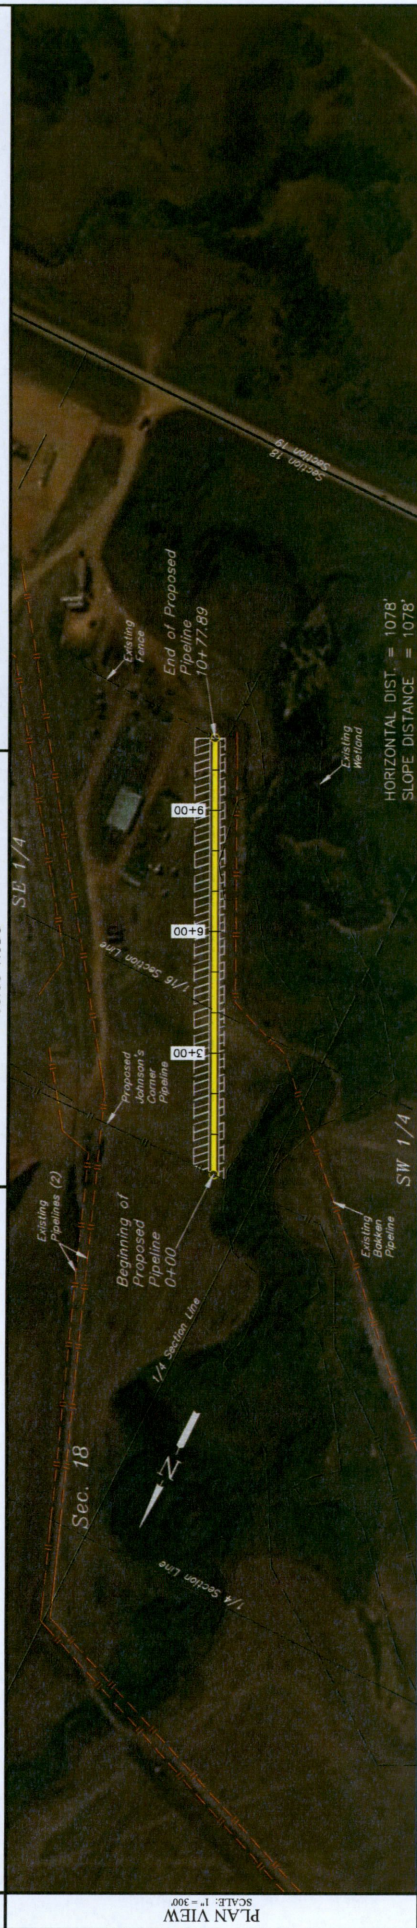 PLAN VIEW
SCALE: 1" = 300'
Sec. 18
SE 1/4
SW 1/4
Existing
Pipelines (2)
Proposed
Johnson's
Corner
Pipeline
Beginning of
Proposed
Pipeline
0+00
3+00
6+00
9+00
End of Proposed
Pipeline
10+77.89
Existing
Fence
Existing
Wetland
Existing
Bakken
Pipeline
1/4 Section Line
1/4 Section Line
1/16 Section Line
N
Section 18
Section 19
HORIZONTAL DIST. = 1078'
SLOPE DISTANCE = 1078'